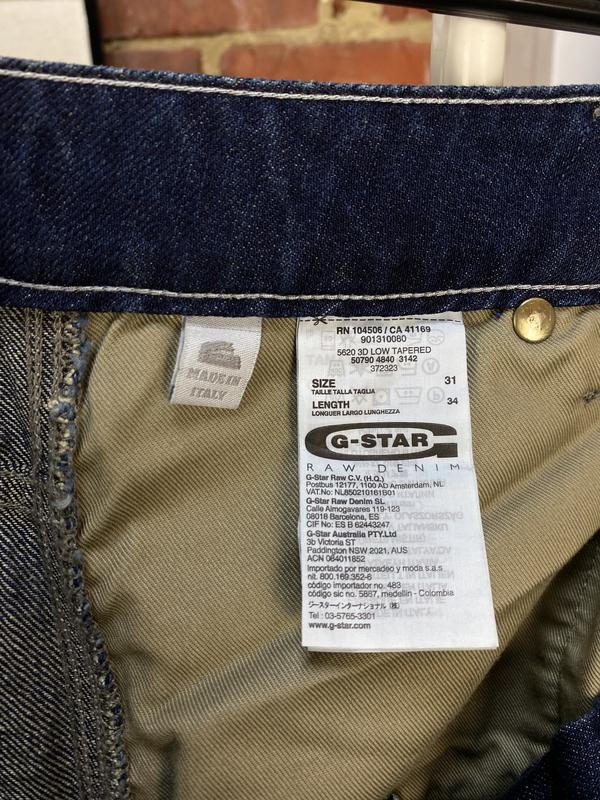 MADE IN
ITALY
RN 104506 / CA 41169
901310080
5620 3D LOW TAPERED
50790 4840 3142
372323
SIZE 31
TAILLE TALLA TAGLIA
LENGTH 34
LONGUER LARGO LUNGHEZZA
G-STAR
RAW DENIM
G-Star Raw C.V. (H.Q.)
Postbus 12177, 1100 AD Amsterdam, NL
VAT.No: NL850210161B01
G-Star Raw Denim SL
Calle Almogavares 119-123
08018 Barcelona, ES
CIF No: ES B 62443247
G-Star Australia PTY.Ltd
3b Victoria ST
Paddington NSW 2021, AUS
ACN 084011852
Importado por mercadeo y moda s.a.s
nit. 800.169.352-6
código importador no. 483
código sic no. 5887, medellin - Colombia
ジースターインターナショナル (株)
Tel : 03-5765-3301
www.g-star.com